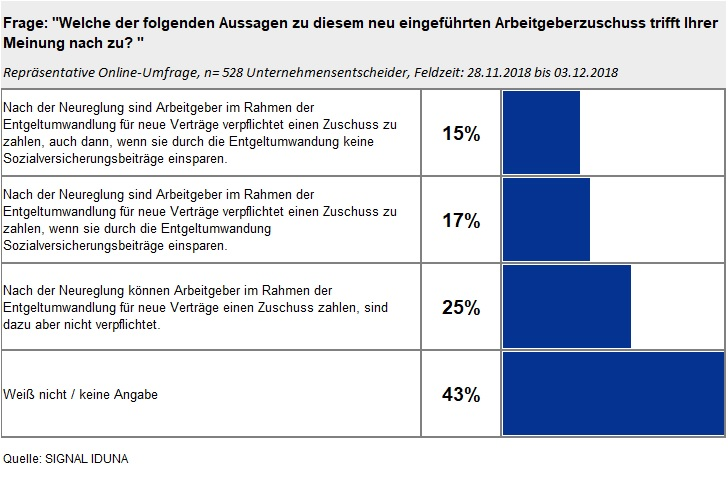 Frage: "Welche der folgenden Aussagen zu diesem neu eingeführten Arbeitgeberzuschuss trifft Ihrer
Meinung nach zu? "
Repräsentative Online-Umfrage, n= 528 Unternehmensentscheider, Feldzeit: 28.11.2018 bis 03.12.2018
Nach der Neureglung sind Arbeitgeber im Rahmen der
Entgeltumwandlung für neue Verträge verpflichtet einen Zuschuss zu
zahlen, auch dann, wenn sie durch die Entgeltumwandung keine
Sozialversicherungsbeiträge einsparen.
15%
Nach der Neureglung sind Arbeitgeber im Rahmen der
Entgeltumwandlung für neue Verträge verpflichtet einen Zuschuss zu
zahlen, wenn sie durch die Entgeltumwandung
Sozialversicherungsbeiträge einsparen.
17%
Nach der Neureglung können Arbeitgeber im Rahmen der
Entgeltumwandlung für neue Verträge einen Zuschuss zahlen, sind
dazu aber nicht verpflichtet.
25%
Weiß nicht / keine Angabe
43%
Quelle: SIGNAL IDUNA